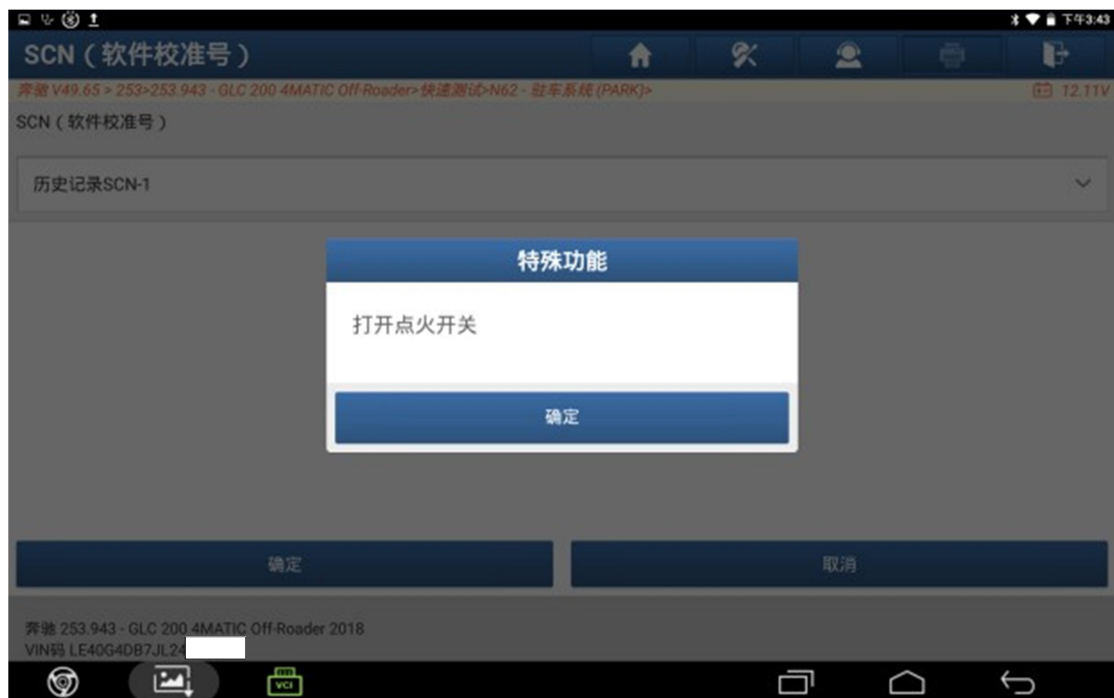 下午3:43
SCN（软件校准号）
奔驰 V49.65 > 253>253.943 - GLC 200 4MATIC Off-Roader>快速测试>N62 - 驻车系统 (PARK)>
12.11V
SCN（软件校准号）
历史记录SCN-1
特殊功能
打开点火开关
确定
确定
取消
奔驰 253.943 - GLC 200 4MATIC Off-Roader 2018
VIN码 LE40G4DB7JL24
VCI